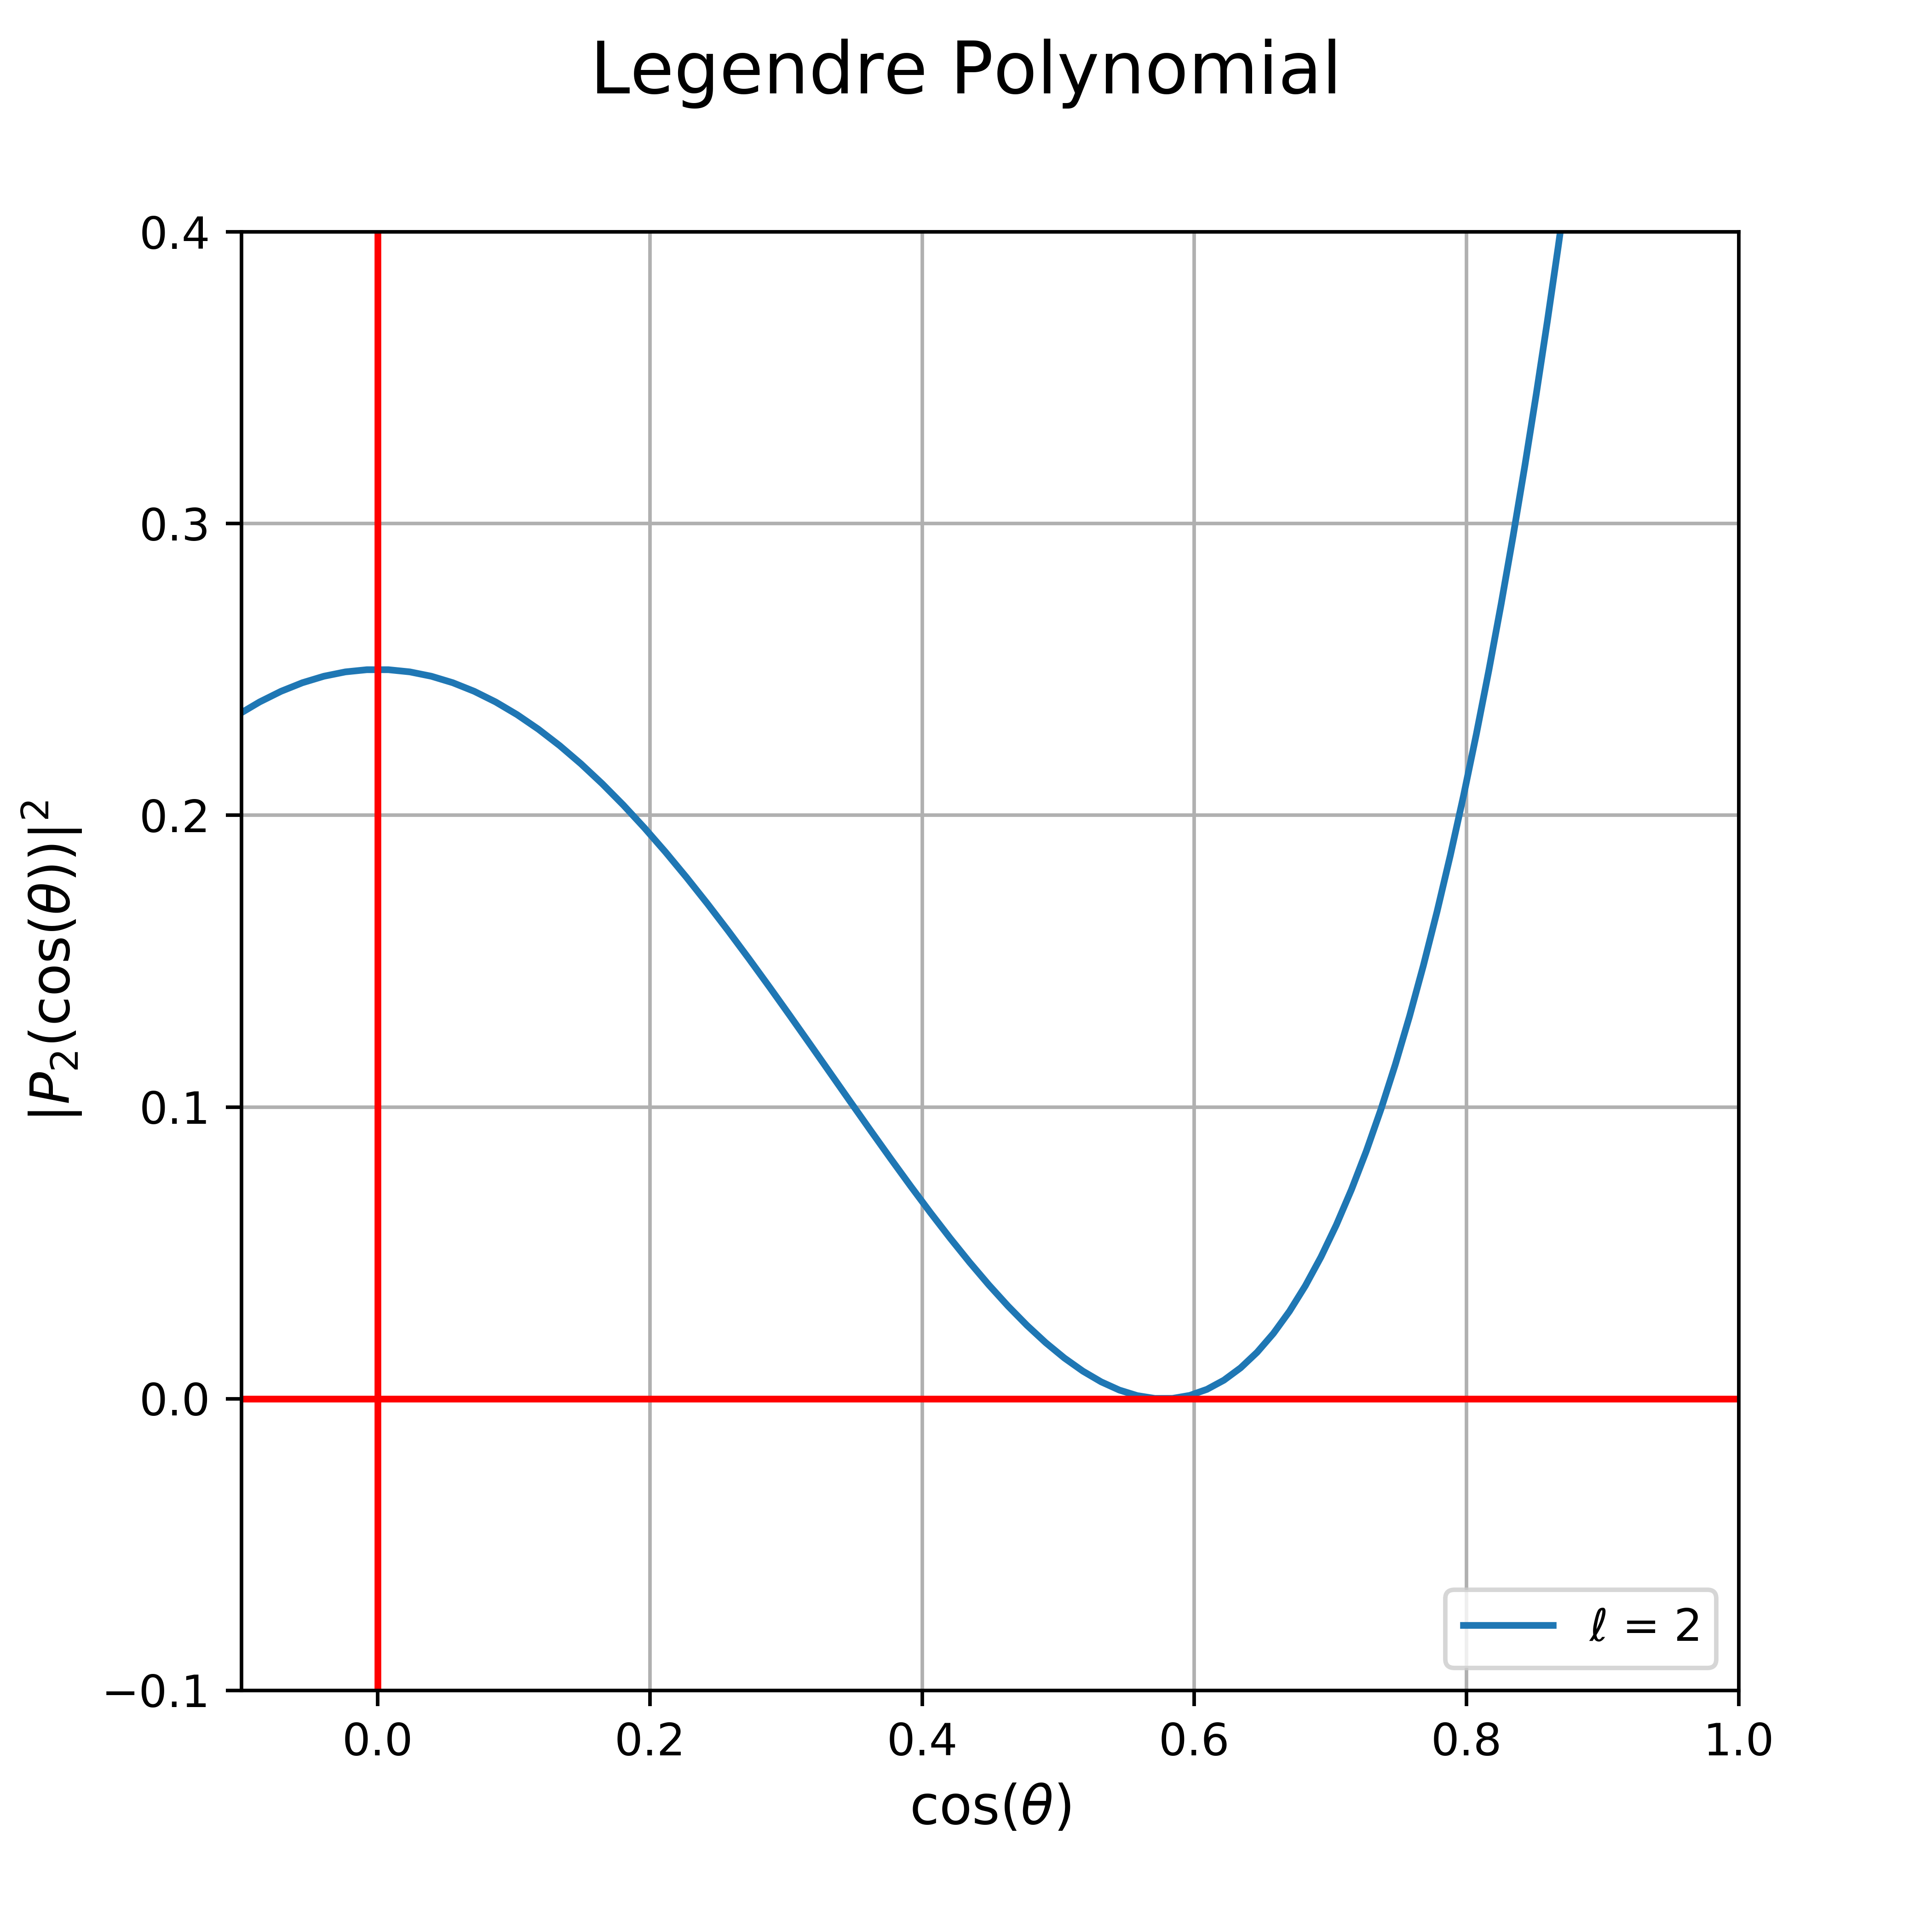 Legendre Polynomial
0.4
0.3
0.2
0.1
0.0
−0.1
|P₂(cos(θ))|²
0.0 0.2 0.4 0.6 0.8 1.0
cos(θ)
ℓ = 2